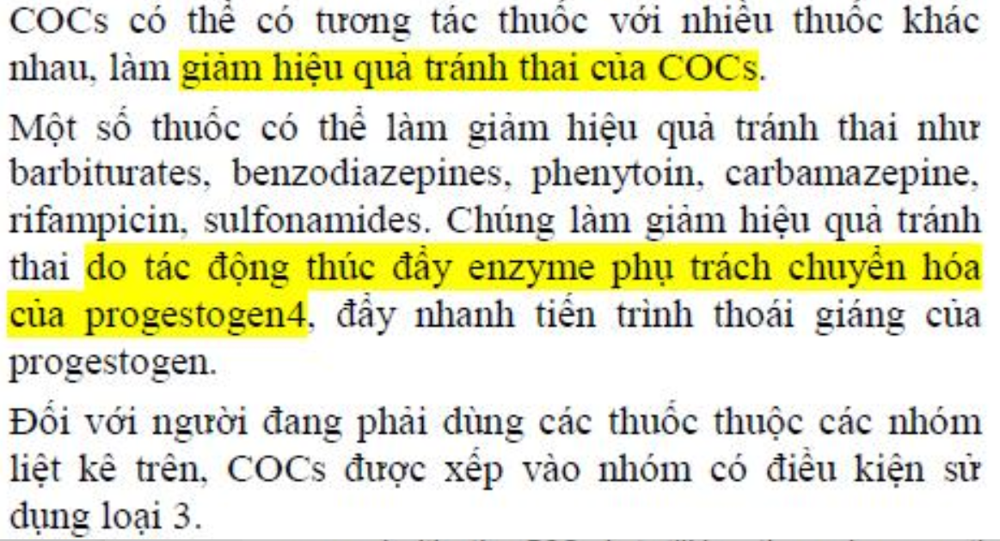 COCs có thể có tương tác thuốc với nhiều thuốc khác
nhau, làm giảm hiệu quả tránh thai của COCs.
Một số thuốc có thể làm giảm hiệu quả tránh thai như
barbiturates, benzodiazepines, phenytoin, carbamazepine,
rifampicin, sulfonamides. Chúng làm giảm hiệu quả tránh
thai do tác động thúc đẩy enzyme phụ trách chuyển hóa
của progestogen4, đẩy nhanh tiến trình thoái giáng của
progestogen.
Đối với người đang phải dùng các thuốc thuộc các nhóm
liệt kê trên, COCs được xếp vào nhóm có điều kiện sử
dụng loại 3.